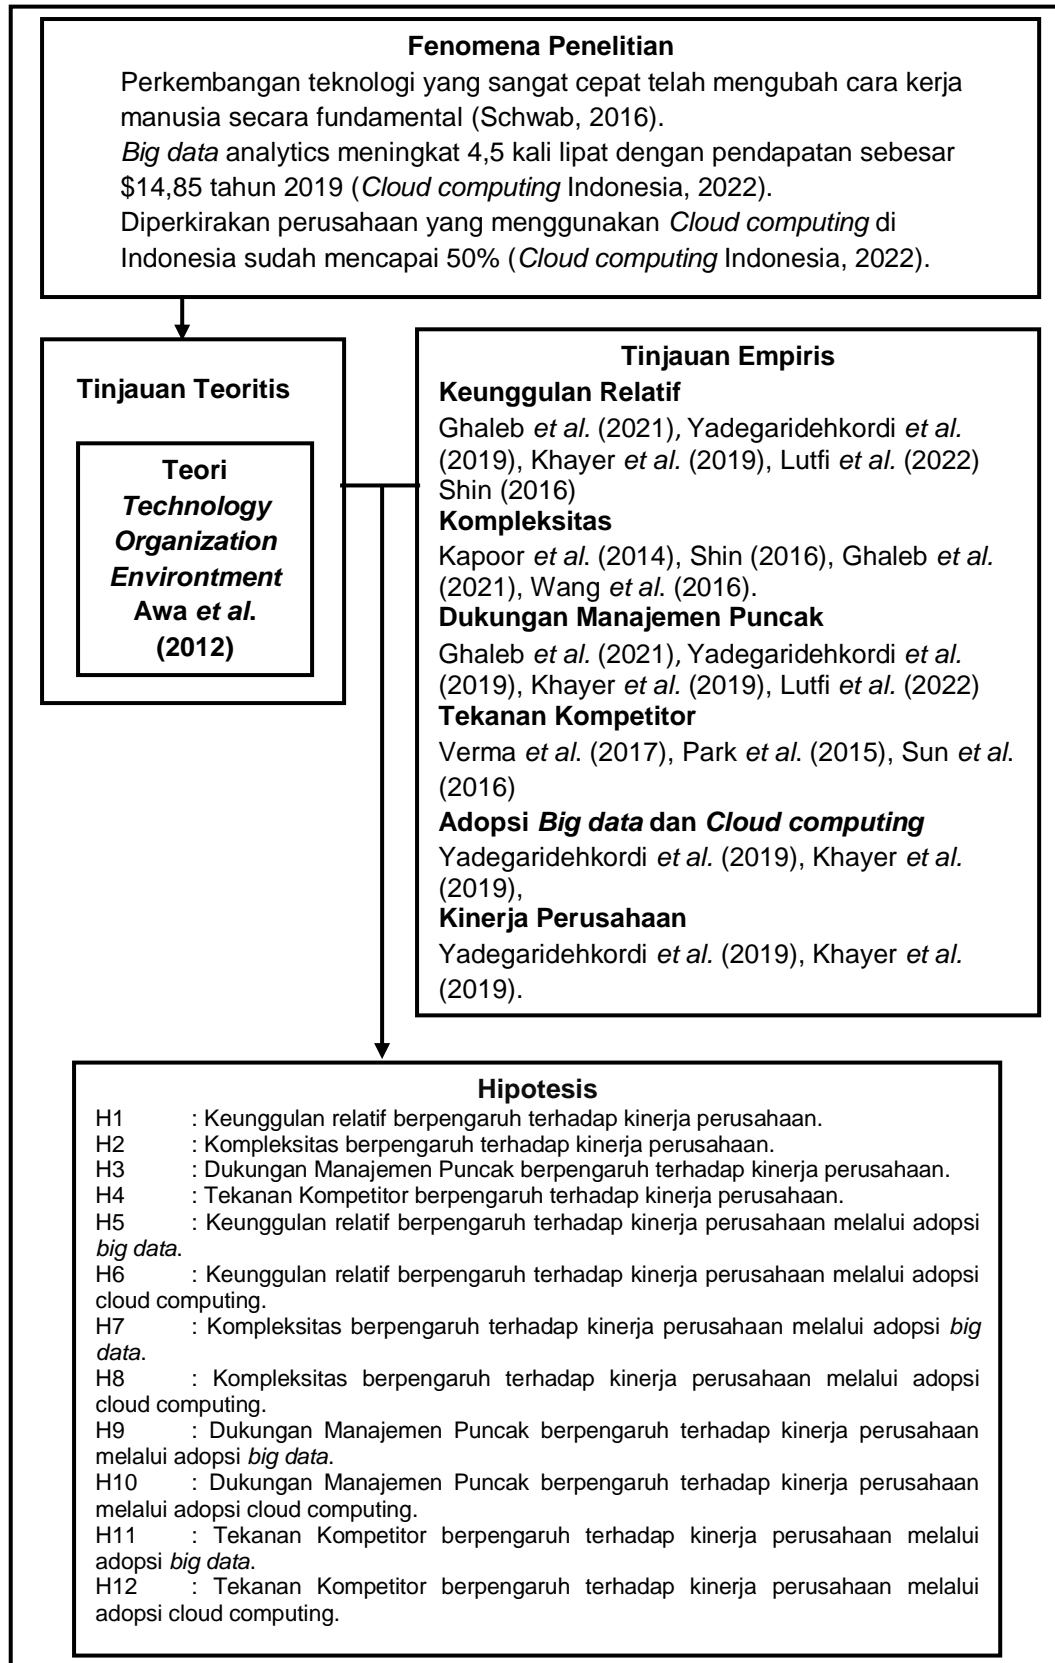 Fenomena Penelitian
Perkembangan teknologi yang sangat cepat telah mengubah cara kerja
manusia secara fundamental (Schwab, 2016).
Big data analytics meningkat 4,5 kali lipat dengan pendapatan sebesar
$14,85 tahun 2019 (Cloud computing Indonesia, 2022).
Diperkirakan perusahaan yang menggunakan Cloud computing di
Indonesia sudah mencapai 50% (Cloud computing Indonesia, 2022).
Tinjauan Teoritis
Teori
Technology
Organization
Environtment
Awa et al.
(2012)
Tinjauan Empiris
Keunggulan Relatif
Ghaleb et al. (2021), Yadegaridehkordi et al.
(2019), Khayer et al. (2019), Lutfi et al. (2022)
Shin (2016)
Kompleksitas
Kapoor et al. (2014), Shin (2016), Ghaleb et al.
(2021), Wang et al. (2016).
Dukungan Manajemen Puncak
Ghaleb et al. (2021), Yadegaridehkordi et al.
(2019), Khayer et al. (2019), Lutfi et al. (2022)
Tekanan Kompetitor
Verma et al. (2017), Park et al. (2015), Sun et al.
(2016)
Adopsi Big data dan Cloud computing
Yadegaridehkordi et al. (2019), Khayer et al.
(2019),
Kinerja Perusahaan
Yadegaridehkordi et al. (2019), Khayer et al.
(2019).
Hipotesis
H1 : Keunggulan relatif berpengaruh terhadap kinerja perusahaan.
H2 : Kompleksitas berpengaruh terhadap kinerja perusahaan.
H3 : Dukungan Manajemen Puncak berpengaruh terhadap kinerja perusahaan.
H4 : Tekanan Kompetitor berpengaruh terhadap kinerja perusahaan.
H5 : Keunggulan relatif berpengaruh terhadap kinerja perusahaan melalui adopsi
big data.
H6 : Keunggulan relatif berpengaruh terhadap kinerja perusahaan melalui adopsi
cloud computing.
H7 : Kompleksitas berpengaruh terhadap kinerja perusahaan melalui adopsi big
data.
H8 : Kompleksitas berpengaruh terhadap kinerja perusahaan melalui adopsi
cloud computing.
H9 : Dukungan Manajemen Puncak berpengaruh terhadap kinerja perusahaan
melalui adopsi big data.
H10 : Dukungan Manajemen Puncak berpengaruh terhadap kinerja perusahaan
melalui adopsi cloud computing.
H11 : Tekanan Kompetitor berpengaruh terhadap kinerja perusahaan melalui
adopsi big data.
H12 : Tekanan Kompetitor berpengaruh terhadap kinerja perusahaan melalui
adopsi cloud computing.